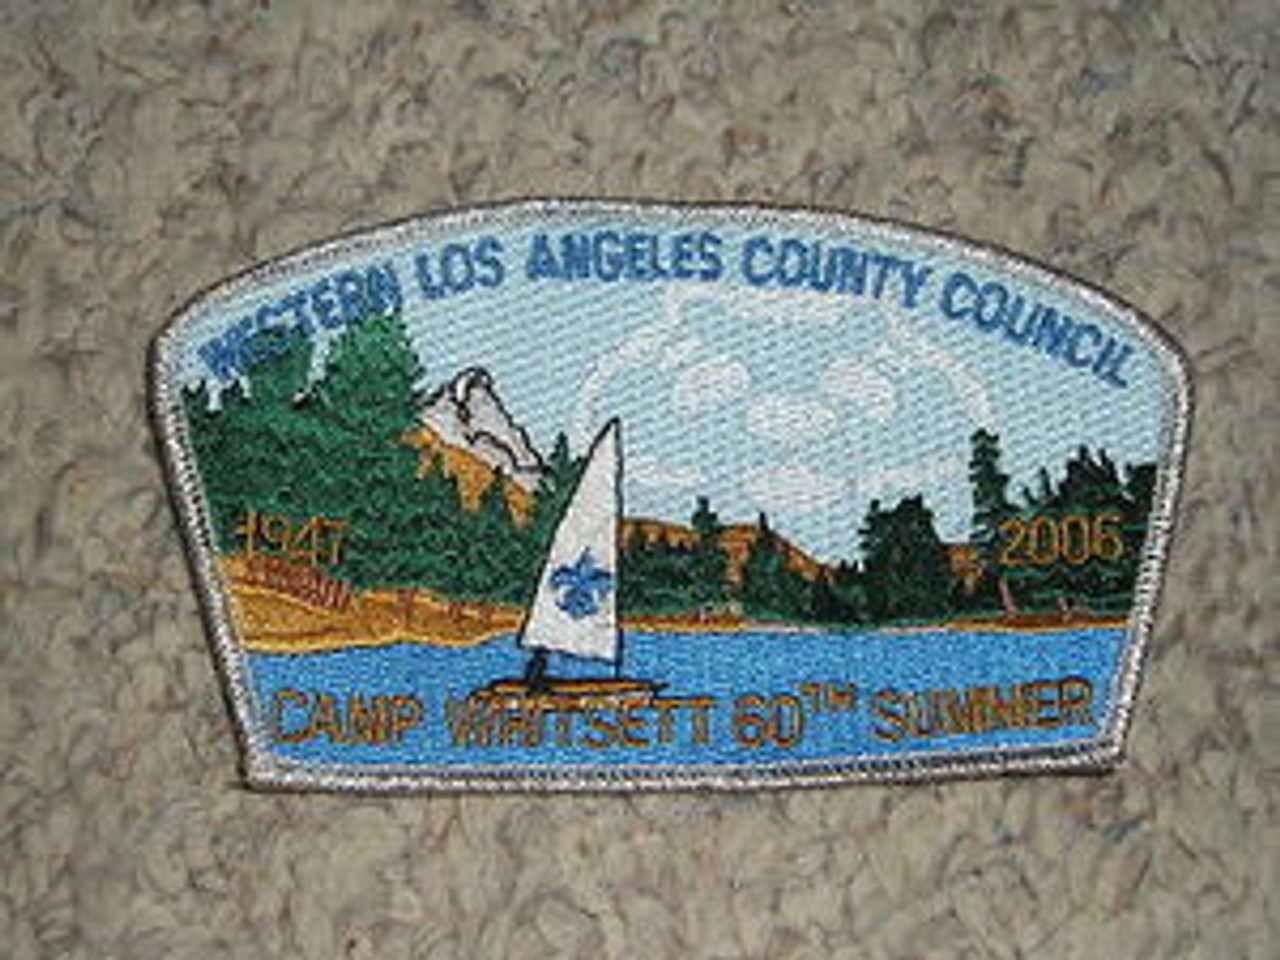 WESTERN LOS ANGELES COUNTY COUNCIL
1947 2006
CAMP WHITSETT 60TH SUMMER